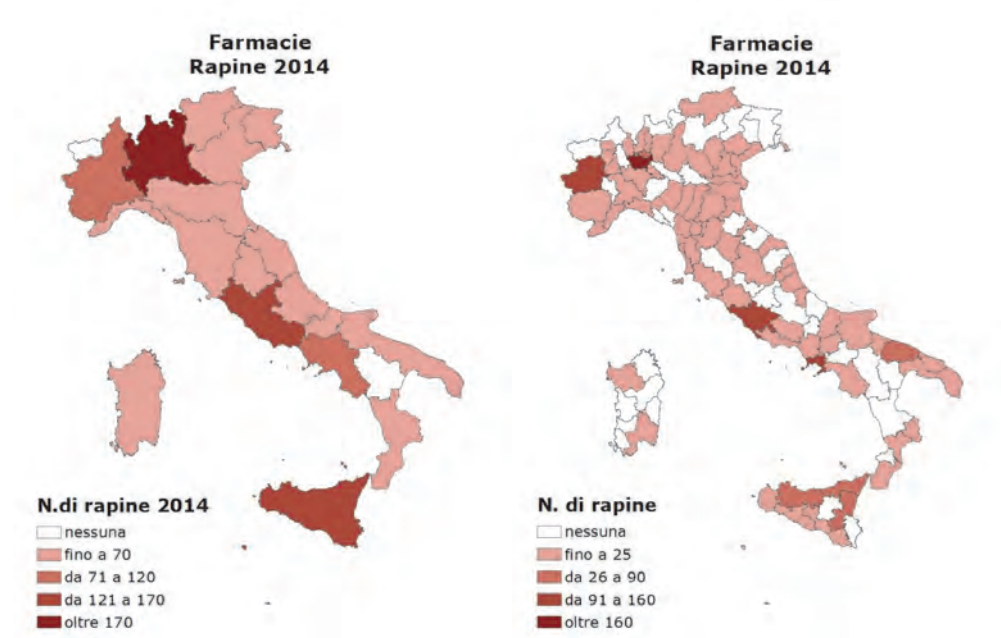 Farmacie
Rapine 2014
N.di rapine 2014
nessuna
fino a 70
da 71 a 120
da 121 a 170
oltre 170
Farmacie
Rapine 2014
N. di rapine
nessuna
fino a 25
da 26 a 90
da 91 a 160
oltre 160